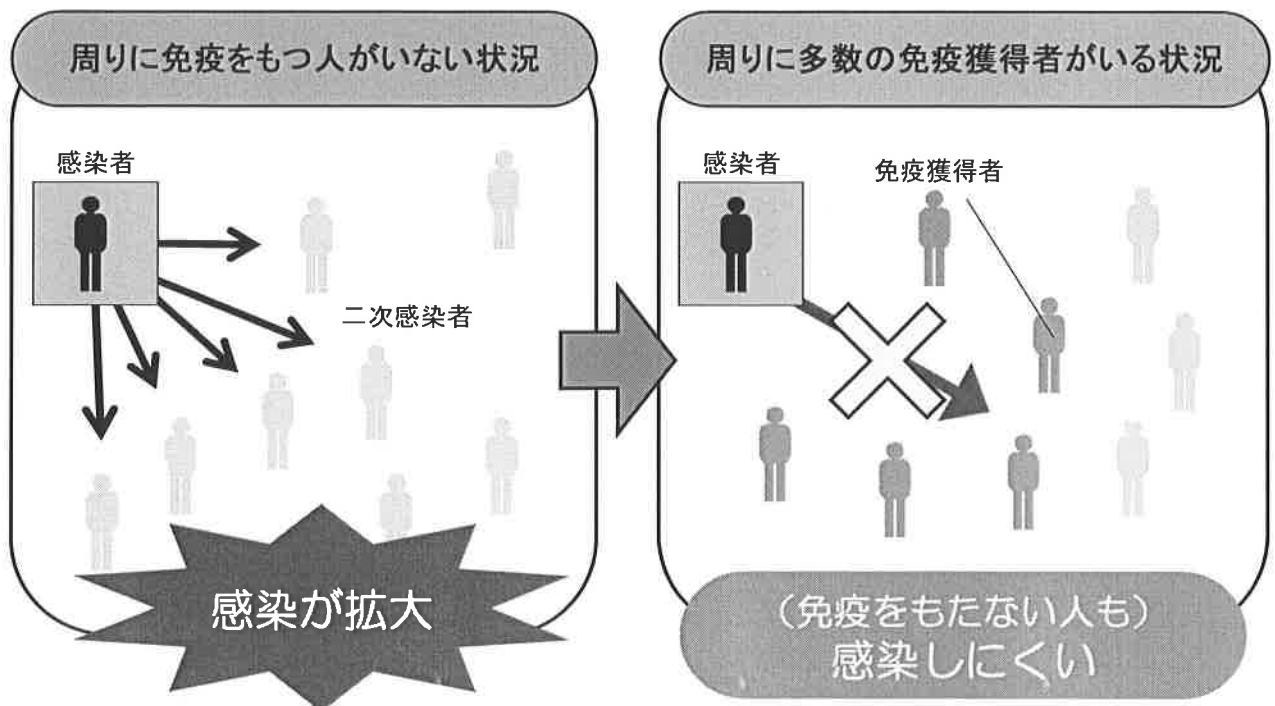 周りに免疫をもつ人がいない状況
感染者
二次感染者
感染が拡大
周りに多数の免疫獲得者がいる状況
感染者
免疫獲得者
(免疫をもたない人も)
感染しにくい